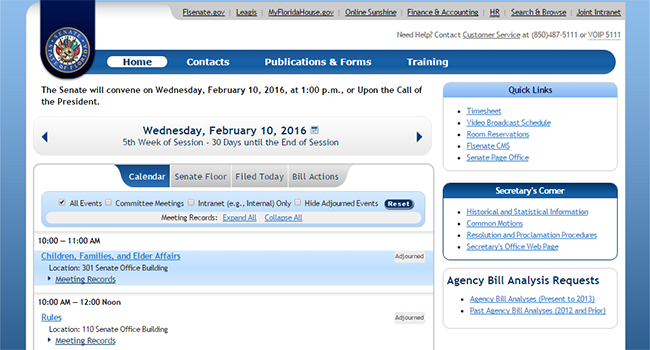 Flsenate.gov | Leagis | MyFloridaHouse.gov | Online Sunshine | Finance & Accounting | HR | Search & Browse | Joint Intranet
Need Help? Contact Customer Service at (850)487-5111 or VOIP 5111
Home Contacts Publications & Forms Training
The Senate will convene on Wednesday, February 10, 2016, at 1:00 p.m., or Upon the Call of
the President.
Wednesday, February 10, 2016
5th Week of Session - 30 Days until the End of Session
Calendar Senate Floor Filed Today Bill Actions
All Events Committee Meetings Intranet (e.g., Internal) Only Hide Adjourned Events Reset
Meeting Records: Expand All Collapse All
10:00 — 11:00 AM
Children, Families, and Elder Affairs Adjourned
Location: 301 Senate Office Building
Meeting Records
10:00 AM — 12:00 Noon
Rules Adjourned
Location: 110 Senate Office Building
Meeting Records
Quick Links
Timesheet
Video Broadcast Schedule
Room Reservations
Flsenate CMS
Senate Page Office
Secretary's Corner
Historical and Statistical Information
Common Motions
Resolution and Proclamation Procedures
Secretary's Office Web Page
Agency Bill Analysis Requests
Agency Bill Analyses (Present to 2013)
Past Agency Bill Analyses (2012 and Prior)